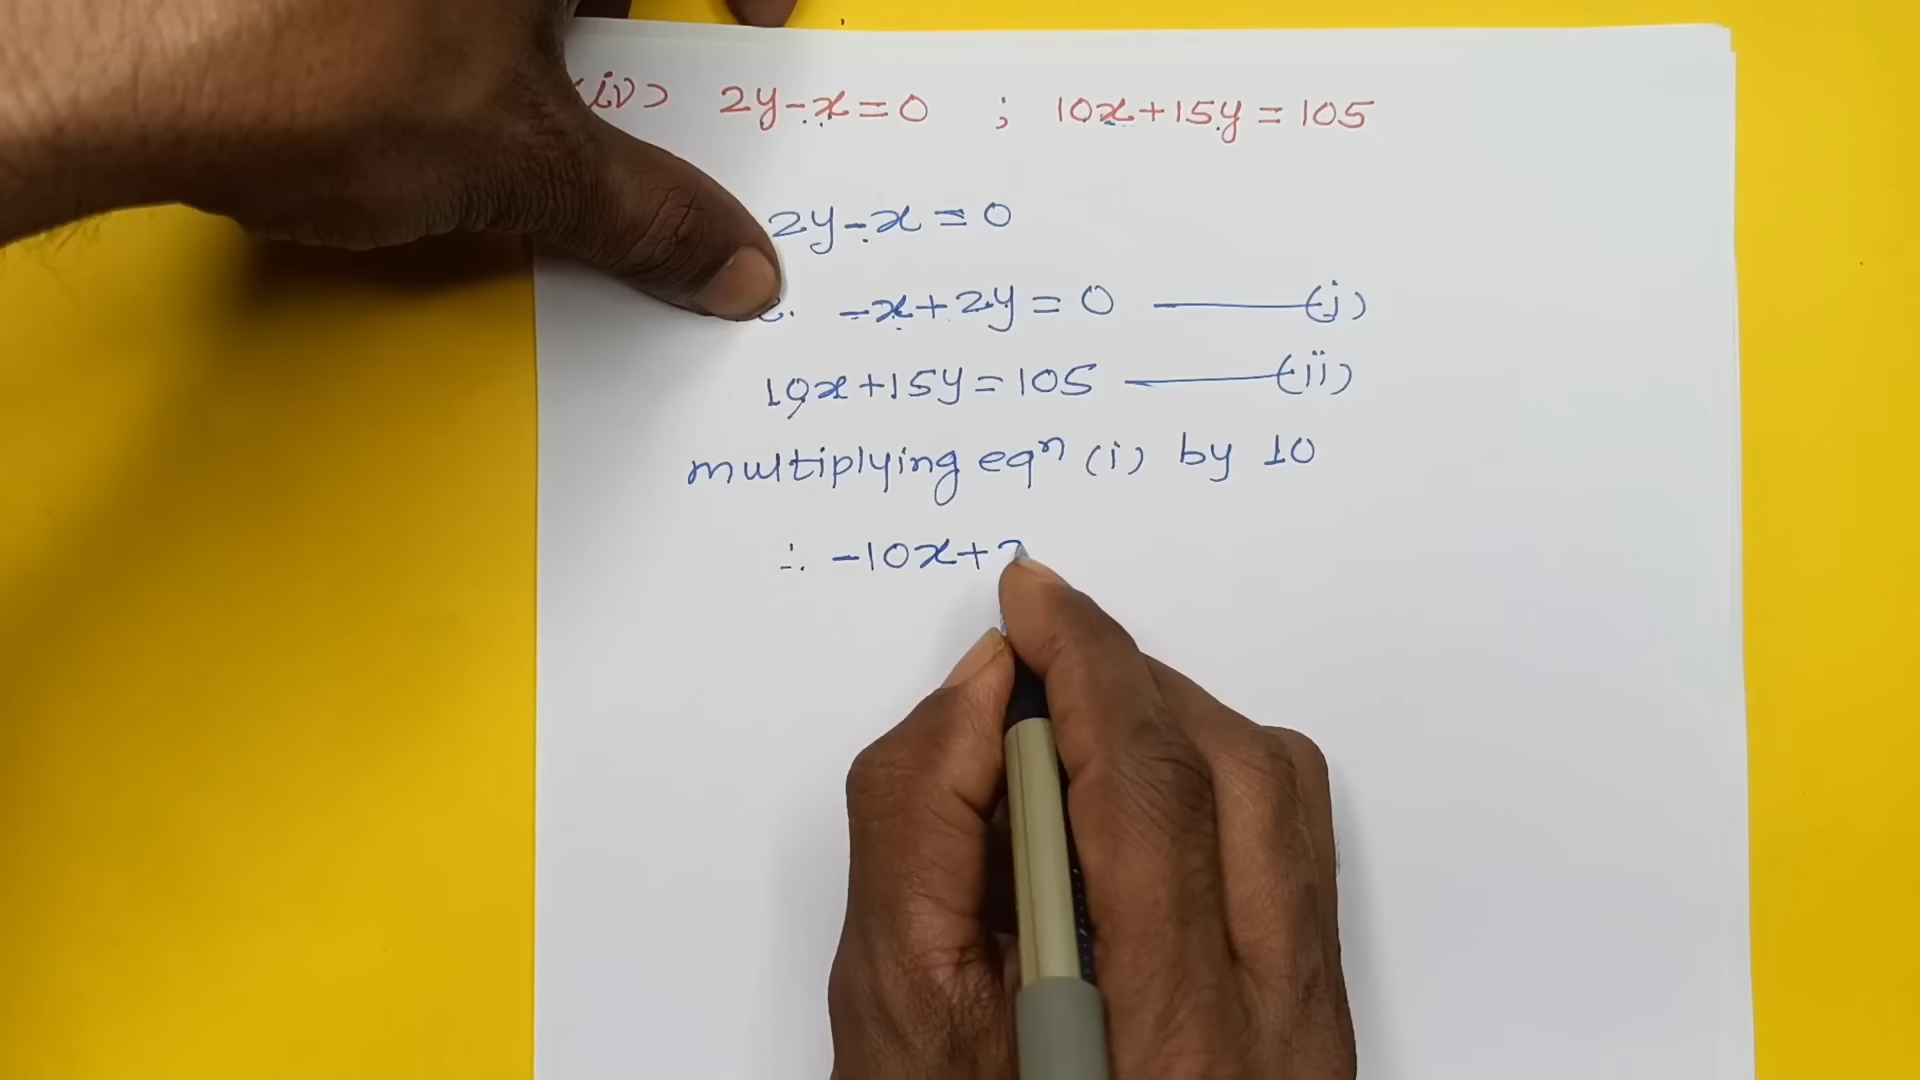 (iv) 2y-x=0 ; 10x+15y=105
2y-x=0
e. -x+2y=0 ——— (i)
10x+15y=105 ——— (ii)
multiplying eqⁿ (i) by 10
∴ -10x+2